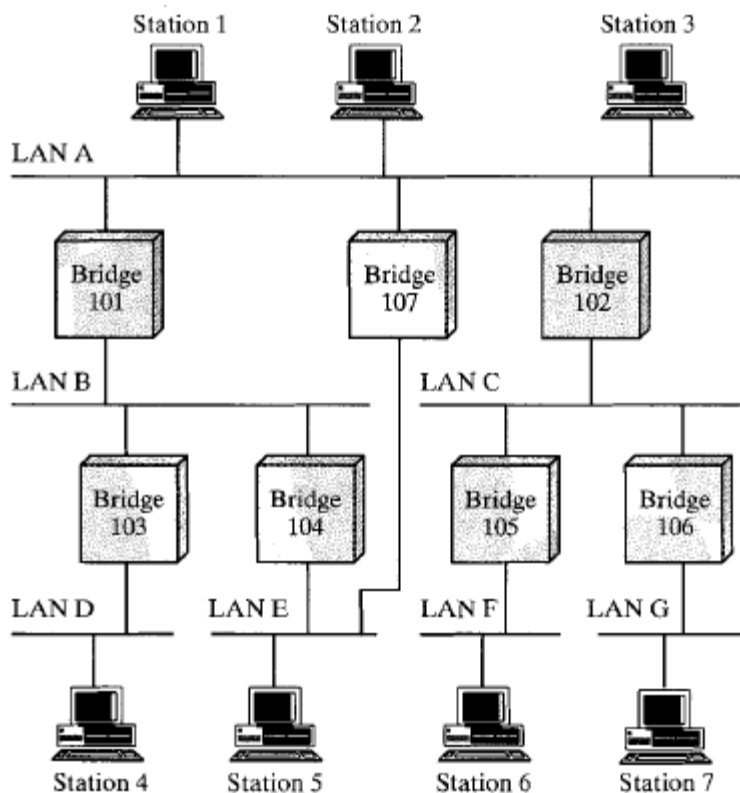 Station 1
Station 2
Station 3
LAN A
Bridge
101
Bridge
107
Bridge
102
LAN B
LAN C
Bridge
103
Bridge
104
Bridge
105
Bridge
106
LAN D
LAN E
LAN F
LAN G
Station 4
Station 5
Station 6
Station 7